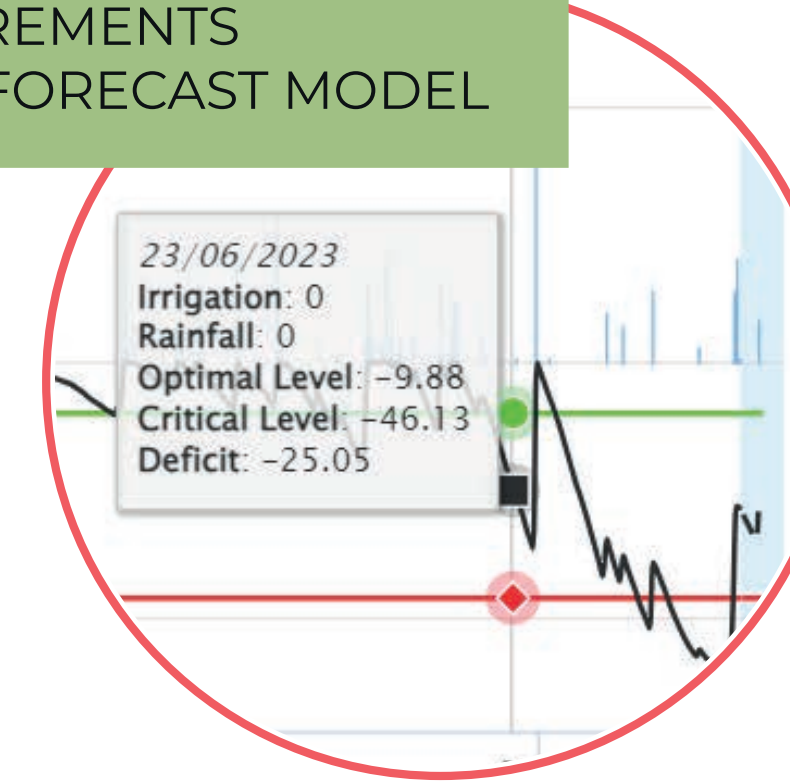 REMENTS
FORECAST MODEL
23/06/2023
Irrigation: 0
Rainfall: 0
Optimal Level: -9.88
Critical Level: -46.13
Deficit: -25.05